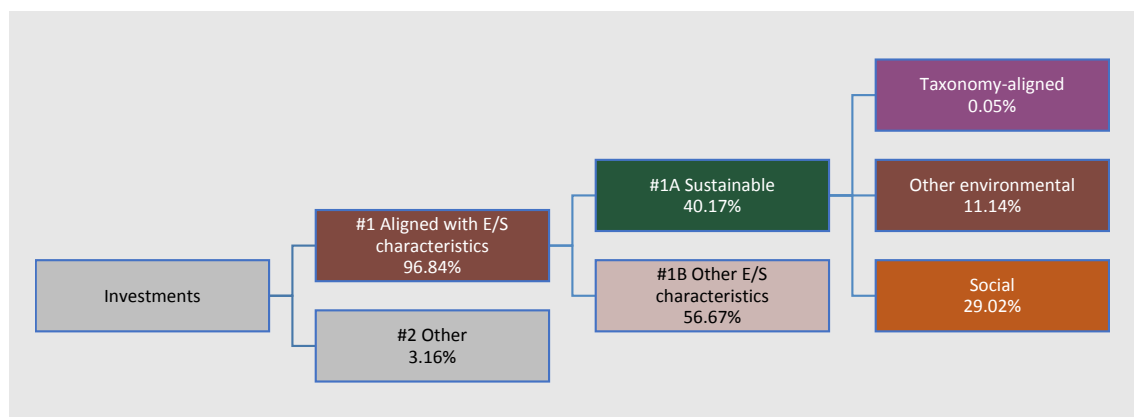 Investments
#1 Aligned with E/S
characteristics
96.84%
#2 Other
3.16%
#1A Sustainable
40.17%
#1B Other E/S
characteristics
56.67%
Taxonomy-aligned
0.05%
Other environmental
11.14%
Social
29.02%